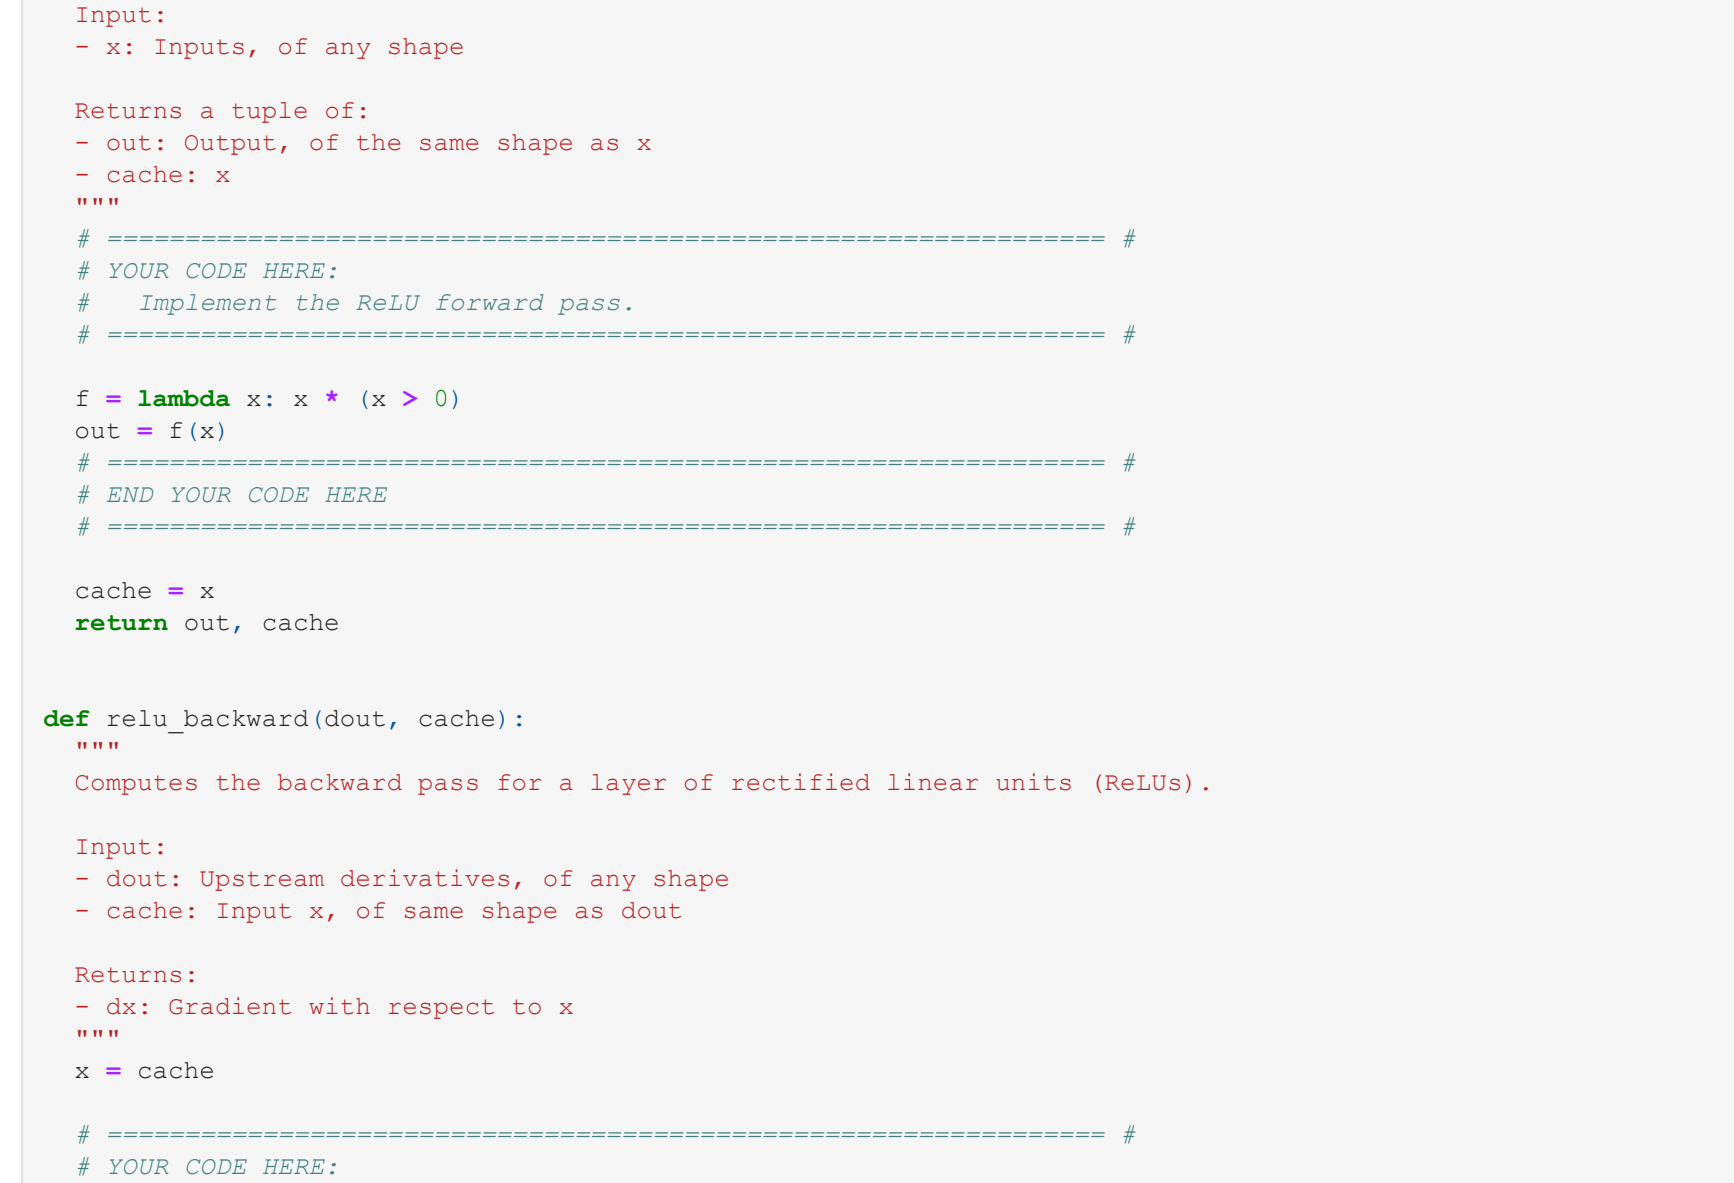 Input:
- x: Inputs, of any shape
Returns a tuple of:
- out: Output, of the same shape as x
- cache: x
"""
# ================================================================ #
# YOUR CODE HERE:
#   Implement the ReLU forward pass.
# ================================================================ #
f = lambda x: x * (x > 0)
out = f(x)
# ================================================================ #
# END YOUR CODE HERE
# ================================================================ #
cache = x
return out, cache
def relu_backward(dout, cache):
"""
Computes the backward pass for a layer of rectified linear units (ReLUs).
Input:
- dout: Upstream derivatives, of any shape
- cache: Input x, of same shape as dout
Returns:
- dx: Gradient with respect to x
"""
x = cache
# ================================================================ #
# YOUR CODE HERE: